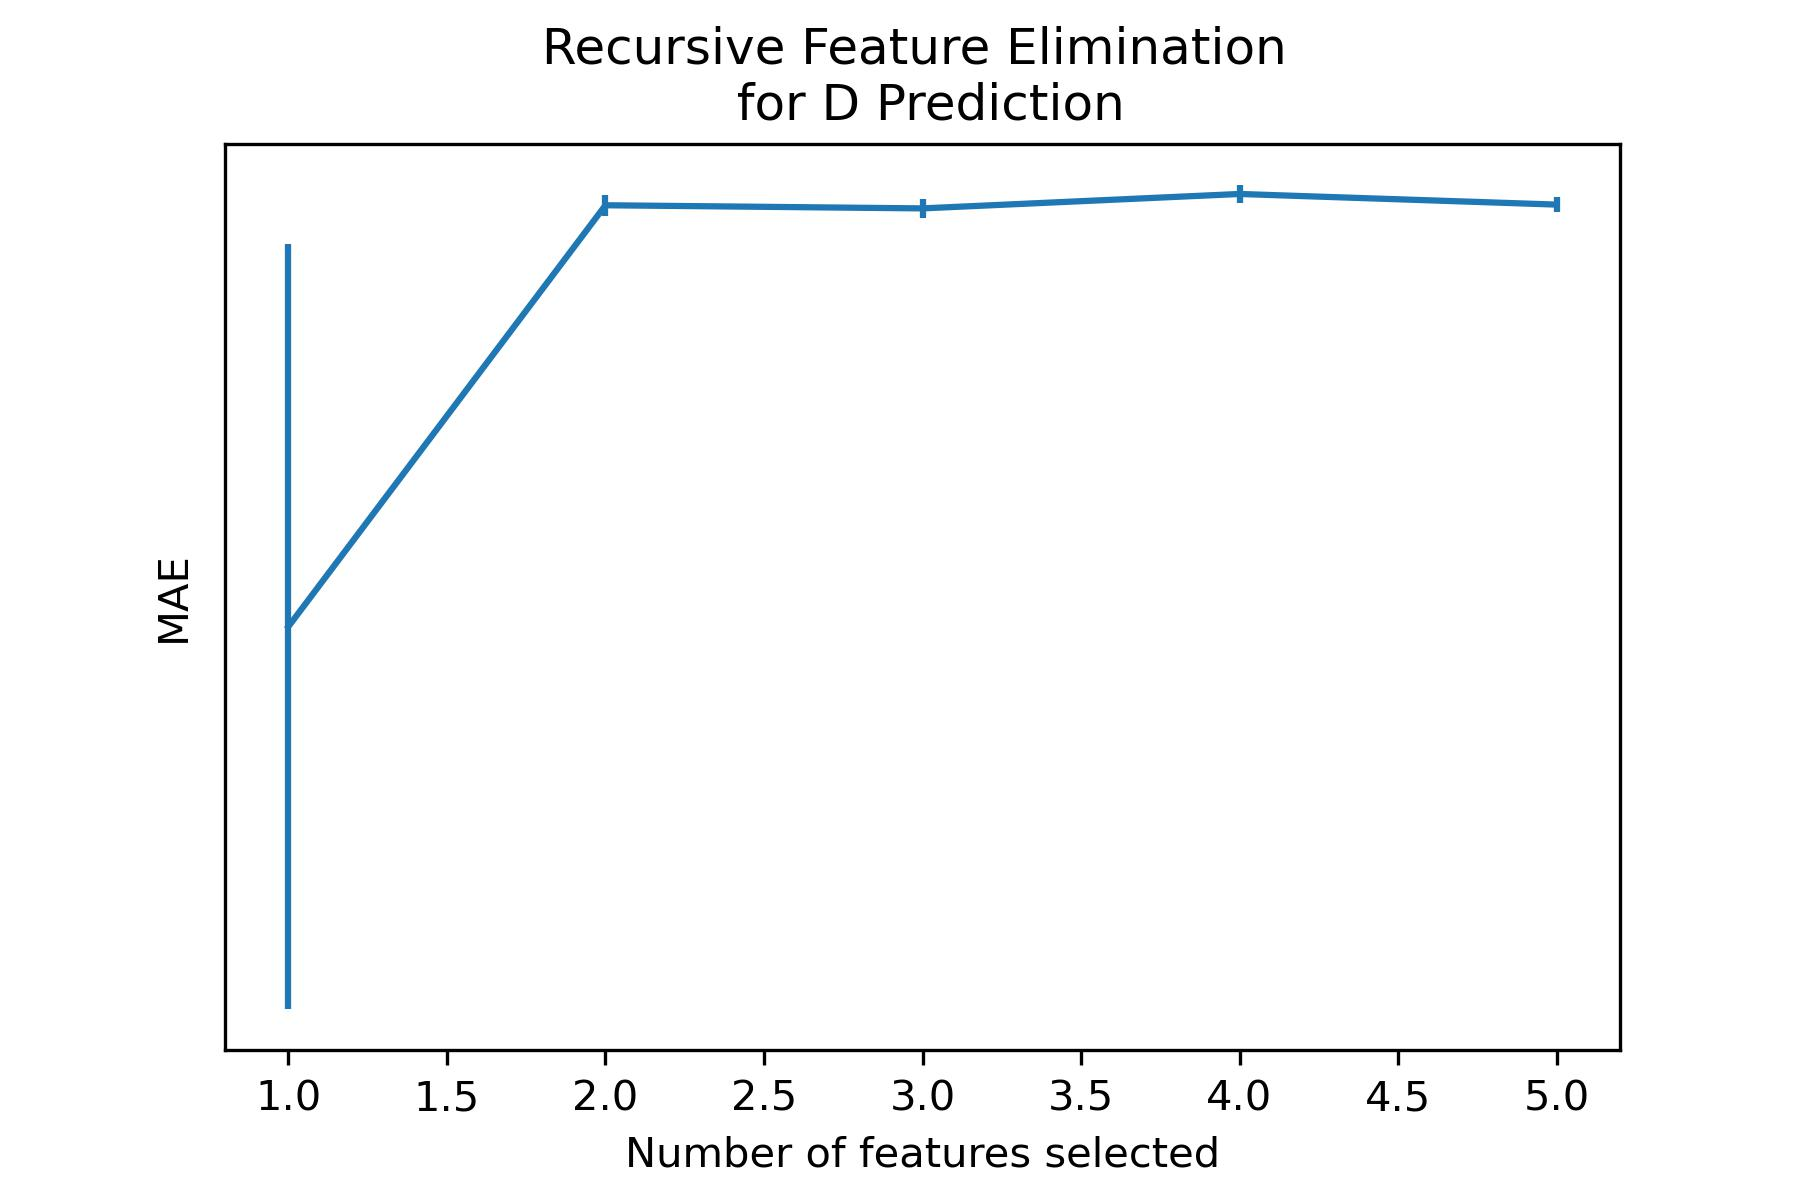 Recursive Feature Elimination
for D Prediction
MAE
1.0 1.5 2.0 2.5 3.0 3.5 4.0 4.5 5.0
Number of features selected